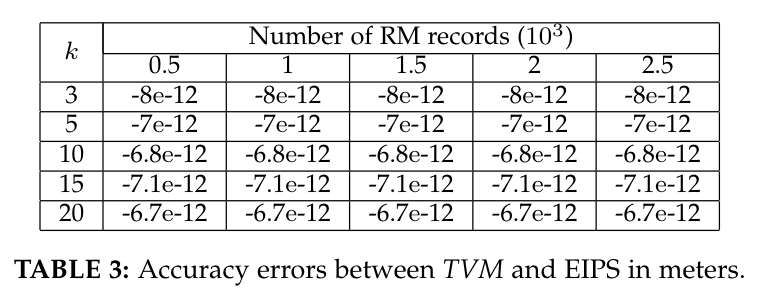 k Number of RM records (10³)
0.5 1 1.5 2 2.5
3 -8e-12 -8e-12 -8e-12 -8e-12 -8e-12
5 -7e-12 -7e-12 -7e-12 -7e-12 -7e-12
10 -6.8e-12 -6.8e-12 -6.8e-12 -6.8e-12 -6.8e-12
15 -7.1e-12 -7.1e-12 -7.1e-12 -7.1e-12 -7.1e-12
20 -6.7e-12 -6.7e-12 -6.7e-12 -6.7e-12 -6.7e-12
TABLE 3: Accuracy errors between TVM and EIPS in meters.